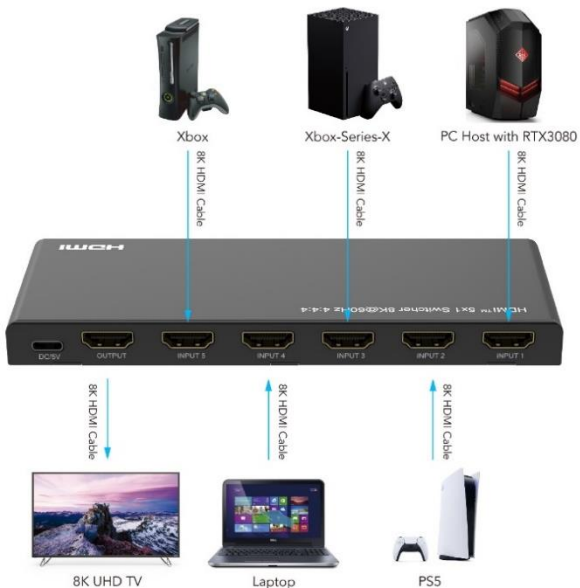 Xbox
Xbox-Series-X
PC Host with RTX3080
8K HDMI Cable
8K HDMI Cable
8K HDMI Cable
HDMI
HDMI™ 5x1 Switcher 8K@60Hz 4:4:4
DC/5V
OUTPUT
INPUT 5
INPUT 4
INPUT 3
INPUT 2
INPUT 1
8K HDMI Cable
8K HDMI Cable
8K HDMI Cable
8K UHD TV
Laptop
PS5